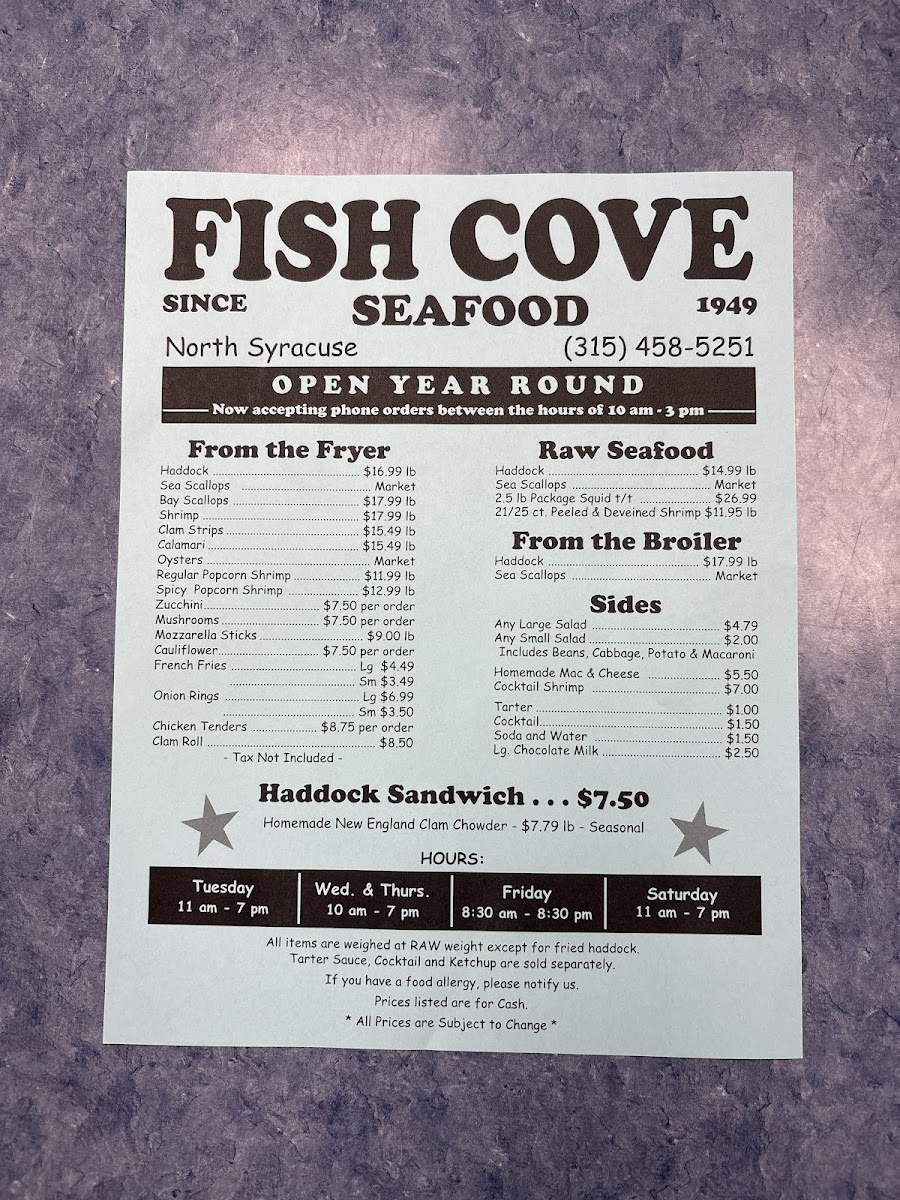 FISH COVE
SINCE SEAFOOD 1949
North Syracuse (315) 458-5251
OPEN YEAR ROUND
Now accepting phone orders between the hours of 10 am - 3 pm
From the Fryer
Haddock $16.99 lb
Sea Scallops Market
Bay Scallops $17.99 lb
Shrimp $17.99 lb
Clam Strips $15.49 lb
Calamari $15.49 lb
Oysters Market
Regular Popcorn Shrimp $11.99 lb
Spicy Popcorn Shrimp $12.99 lb
Zucchini $7.50 per order
Mushrooms $7.50 per order
Mozzarella Sticks $9.00 lb
Cauliflower $7.50 per order
French Fries Lg $4.49
Sm $3.49
Onion Rings Lg $6.99
Sm $3.50
Chicken Tenders $8.75 per order
Clam Roll $8.50
- Tax Not Included -
Raw Seafood
Haddock $14.99 lb
Sea Scallops Market
2.5 lb Package Squid t/t $26.99
21/25 ct. Peeled & Deveined Shrimp $11.95 lb
From the Broiler
Haddock $17.99 lb
Sea Scallops Market
Sides
Any Large Salad $4.79
Any Small Salad $2.00
Includes Beans, Cabbage, Potato & Macaroni
Homemade Mac & Cheese $5.50
Cocktail Shrimp $7.00
Tarter $1.00
Cocktail $1.50
Soda and Water $1.50
Lg. Chocolate Milk $2.50
Haddock Sandwich . . . $7.50
Homemade New England Clam Chowder - $7.79 lb - Seasonal
HOURS:
Tuesday
11 am - 7 pm
Wed. & Thurs.
10 am - 7 pm
Friday
8:30 am - 8:30 pm
Saturday
11 am - 7 pm
All items are weighed at RAW weight except for fried haddock.
Tarter Sauce, Cocktail and Ketchup are sold separately.
If you have a food allergy, please notify us.
Prices listed are for Cash.
* All Prices are Subject to Change *